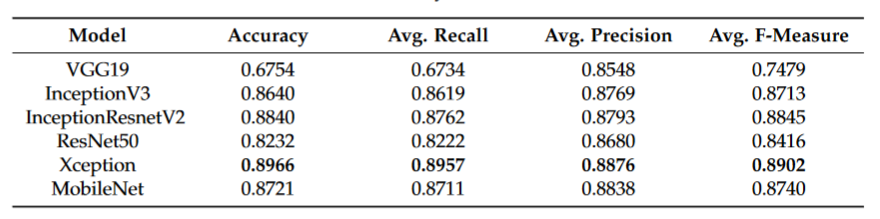 Model Accuracy Avg. Recall Avg. Precision Avg. F-Measure
VGG19 0.6754 0.6734 0.8548 0.7479
InceptionV3 0.8640 0.8619 0.8769 0.8713
InceptionResnetV2 0.8840 0.8762 0.8793 0.8845
ResNet50 0.8232 0.8222 0.8680 0.8416
Xception 0.8966 0.8957 0.8876 0.8902
MobileNet 0.8721 0.8711 0.8838 0.8740